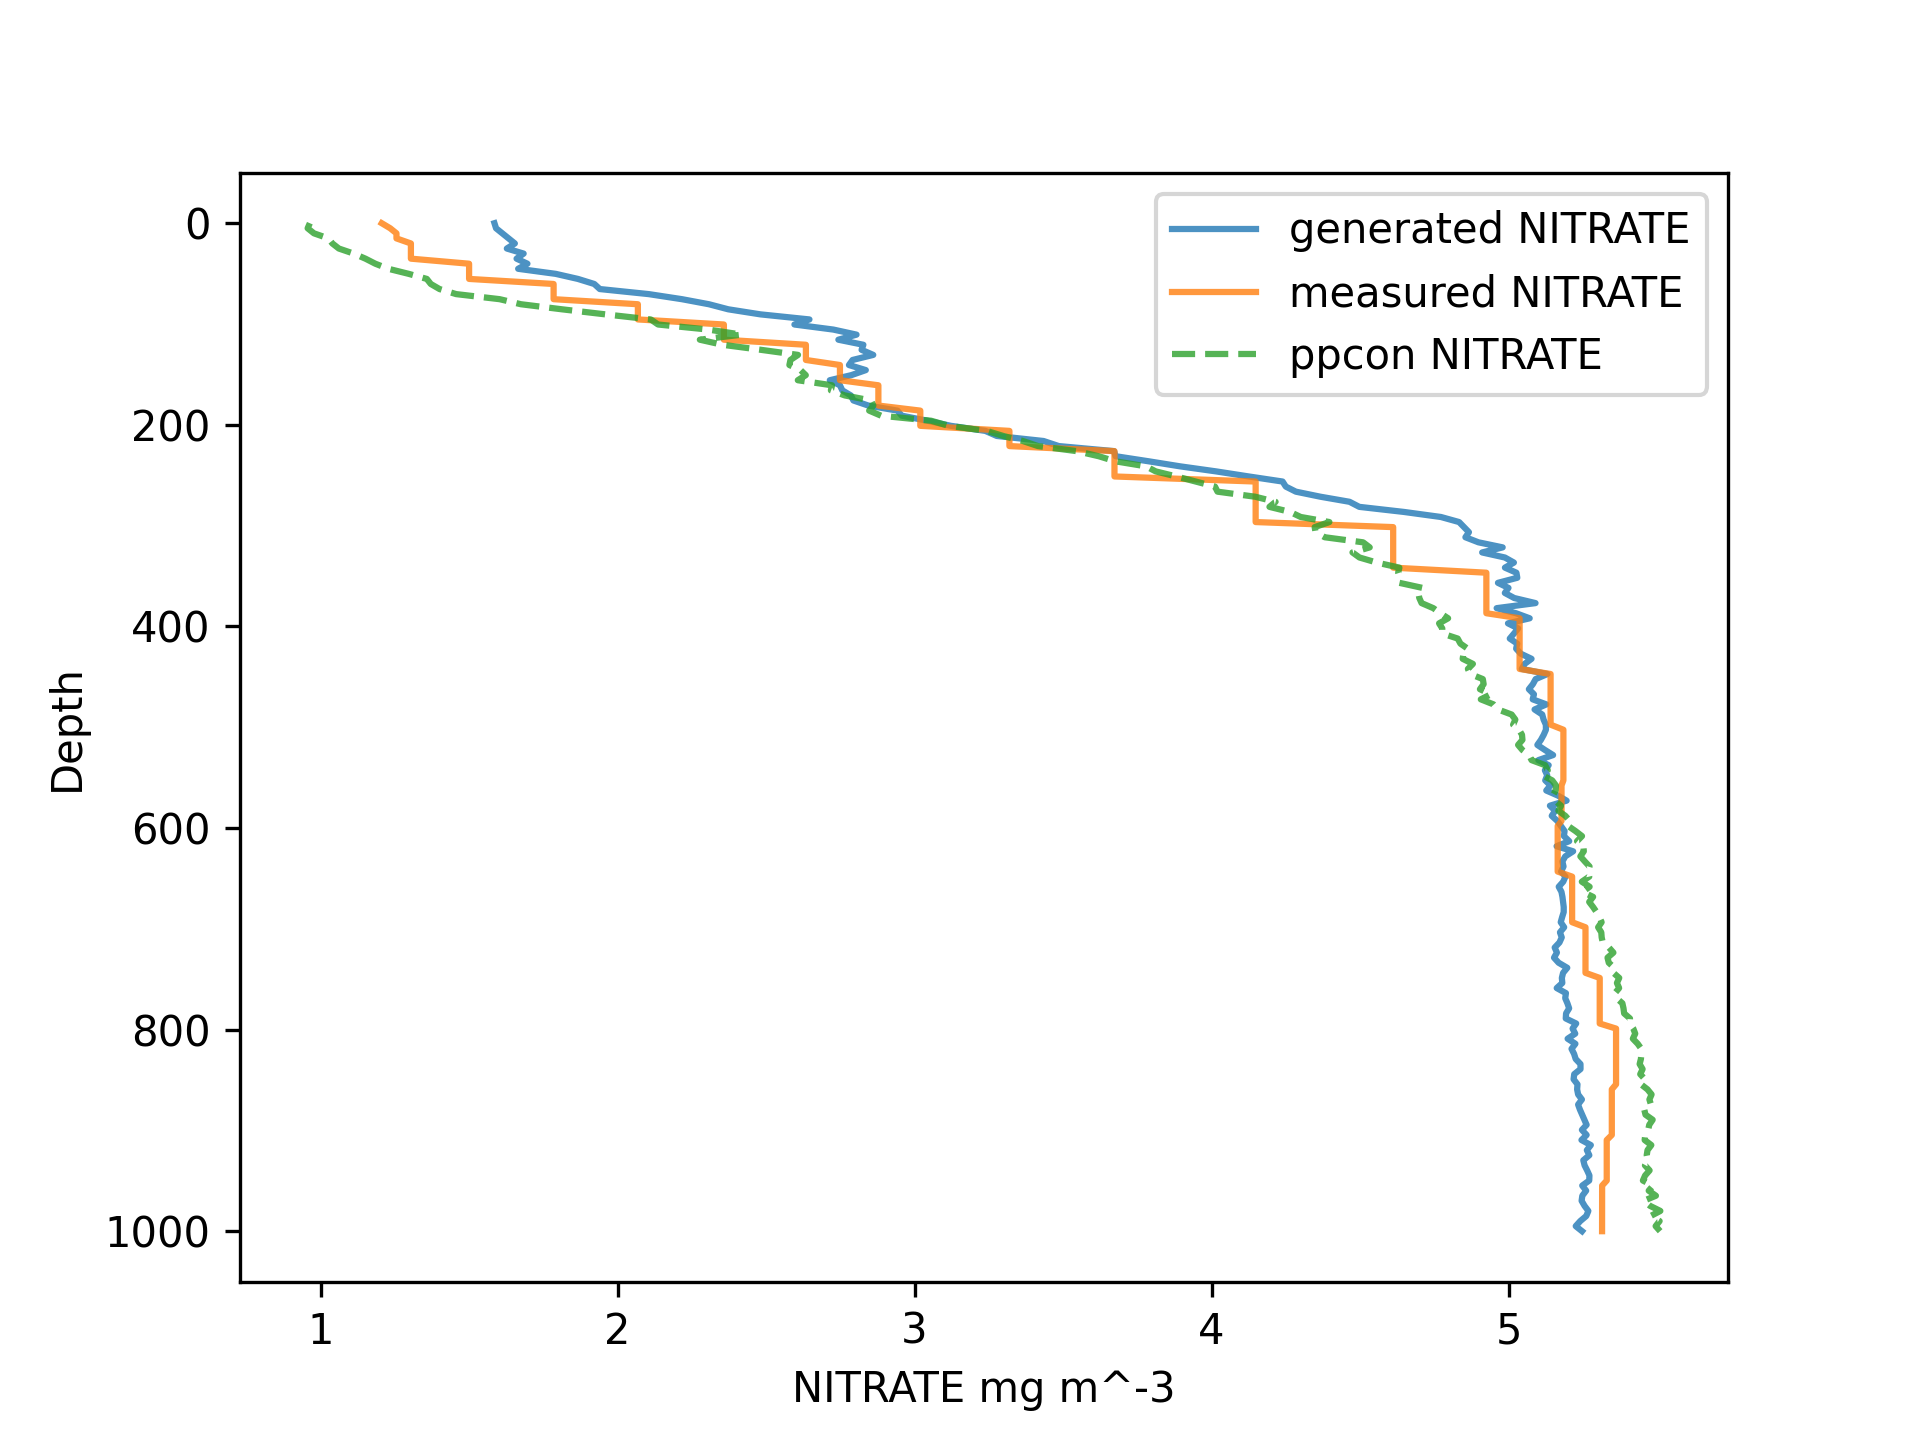 generated NITRATE
measured NITRATE
ppcon NITRATE
0
200
400
600
800
1000
Depth
1 2 3 4 5
NITRATE mg m^-3